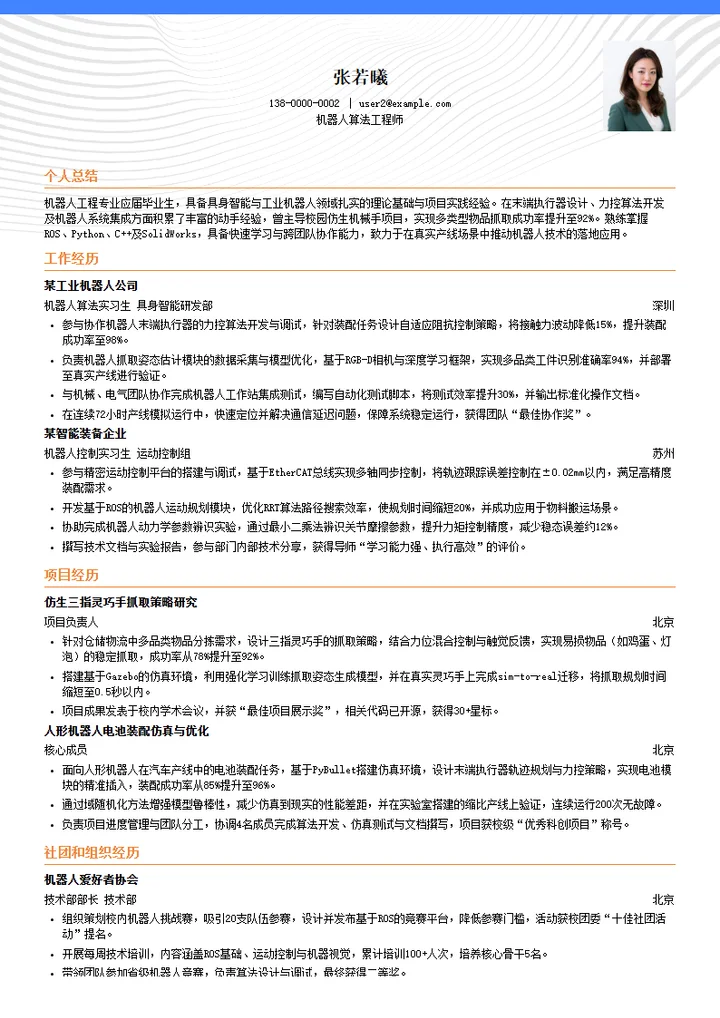 张若曦
138-0000-0002 | user2@example.com
机器人算法工程师
个人总结
机器人工程专业应届毕业生，具备具身智能与工业机器人领域扎实的理论基础与项目实践经验。在末端执行器设计、力控算法开发
及机器人系统集成方面积累了丰富的动手经验，曾主导校园仿生机械手项目，实现多类型物品抓取成功率提升至92%。熟练掌握
ROS、Python、C++及SolidWorks，具备快速学习与跨团队协作能力，致力于在真实产线场景中推动机器人技术的落地应用。
工作经历
某工业机器人公司
机器人算法实习生 具身智能研发部 深圳
• 参与协作机器人末端执行器的力控算法开发与调试，针对装配任务设计自适应阻抗控制策略，将接触力波动降低15%，提升装配
成功率至98%。
• 负责机器人抓取姿态估计模块的数据采集与模型优化，基于RGB-D相机与深度学习框架，实现多品类工件识别准确率94%，并部署
至真实产线进行验证。
• 与机械、电气团队协作完成机器人工作站集成测试，编写自动化测试脚本，将测试效率提升30%，并输出标准化操作文档。
• 在连续72小时产线模拟运行中，快速定位并解决通信延迟问题，保障系统稳定运行，获得团队“最佳协作奖”。
某智能装备企业
机器人控制实习生 运动控制组 苏州
• 参与精密运动控制平台的搭建与调试，基于EtherCAT总线实现多轴同步控制，将轨迹跟踪误差控制在±0.02mm以内，满足高精度
装配需求。
• 开发基于ROS的机器人运动规划模块，优化RRT算法路径搜索效率，使规划时间缩短20%，并成功应用于物料搬运场景。
• 协助完成机器人动力学参数辨识实验，通过最小二乘法辨识关节摩擦参数，提升力矩控制精度，减少稳态误差约12%。
• 撰写技术文档与实验报告，参与部门内部技术分享，获得导师“学习能力强、执行高效”的评价。
项目经历
仿生三指灵巧手抓取策略研究
项目负责人 北京
• 针对仓储物流中多品类物品分拣需求，设计三指灵巧手的抓取策略，结合力位混合控制与触觉反馈，实现易损物品（如鸡蛋、灯
泡）的稳定抓取，成功率从78%提升至92%。
• 搭建基于Gazebo的仿真环境，利用强化学习训练抓取姿态生成模型，并在真实灵巧手上完成sim-to-real迁移，将抓取规划时间
缩短至0.5秒以内。
• 项目成果发表于校内学术会议，并获“最佳项目展示奖”，相关代码已开源，获得30+星标。
人形机器人电池装配仿真与优化
核心成员 北京
• 面向人形机器人在汽车产线中的电池装配任务，基于PyBullet搭建仿真环境，设计末端执行器轨迹规划与力控策略，实现电池模
块的精准插入，装配成功率从85%提升至96%。
• 通过域随机化方法增强模型鲁棒性，减少仿真到现实的性能差距，并在实验室搭建的缩比产线上验证，连续运行200次无故障。
• 负责项目进度管理与团队分工，协调4名成员完成算法开发、仿真测试与文档撰写，项目获校级“优秀科创项目”称号。
社团和组织经历
机器人爱好者协会
技术部部长 技术部 北京
• 组织策划校内机器人挑战赛，吸引20支队伍参赛，设计并发布基于ROS的竞赛平台，降低参赛门槛，活动获校团委“十佳社团活
动”提名。
• 开展每周技术培训，内容涵盖ROS基础、运动控制与机器视觉，累计培训100+人次，培养核心骨干5名。
• 带领团队参加省级机器人竞赛，负责算法设计与调试，最终获得二等奖。